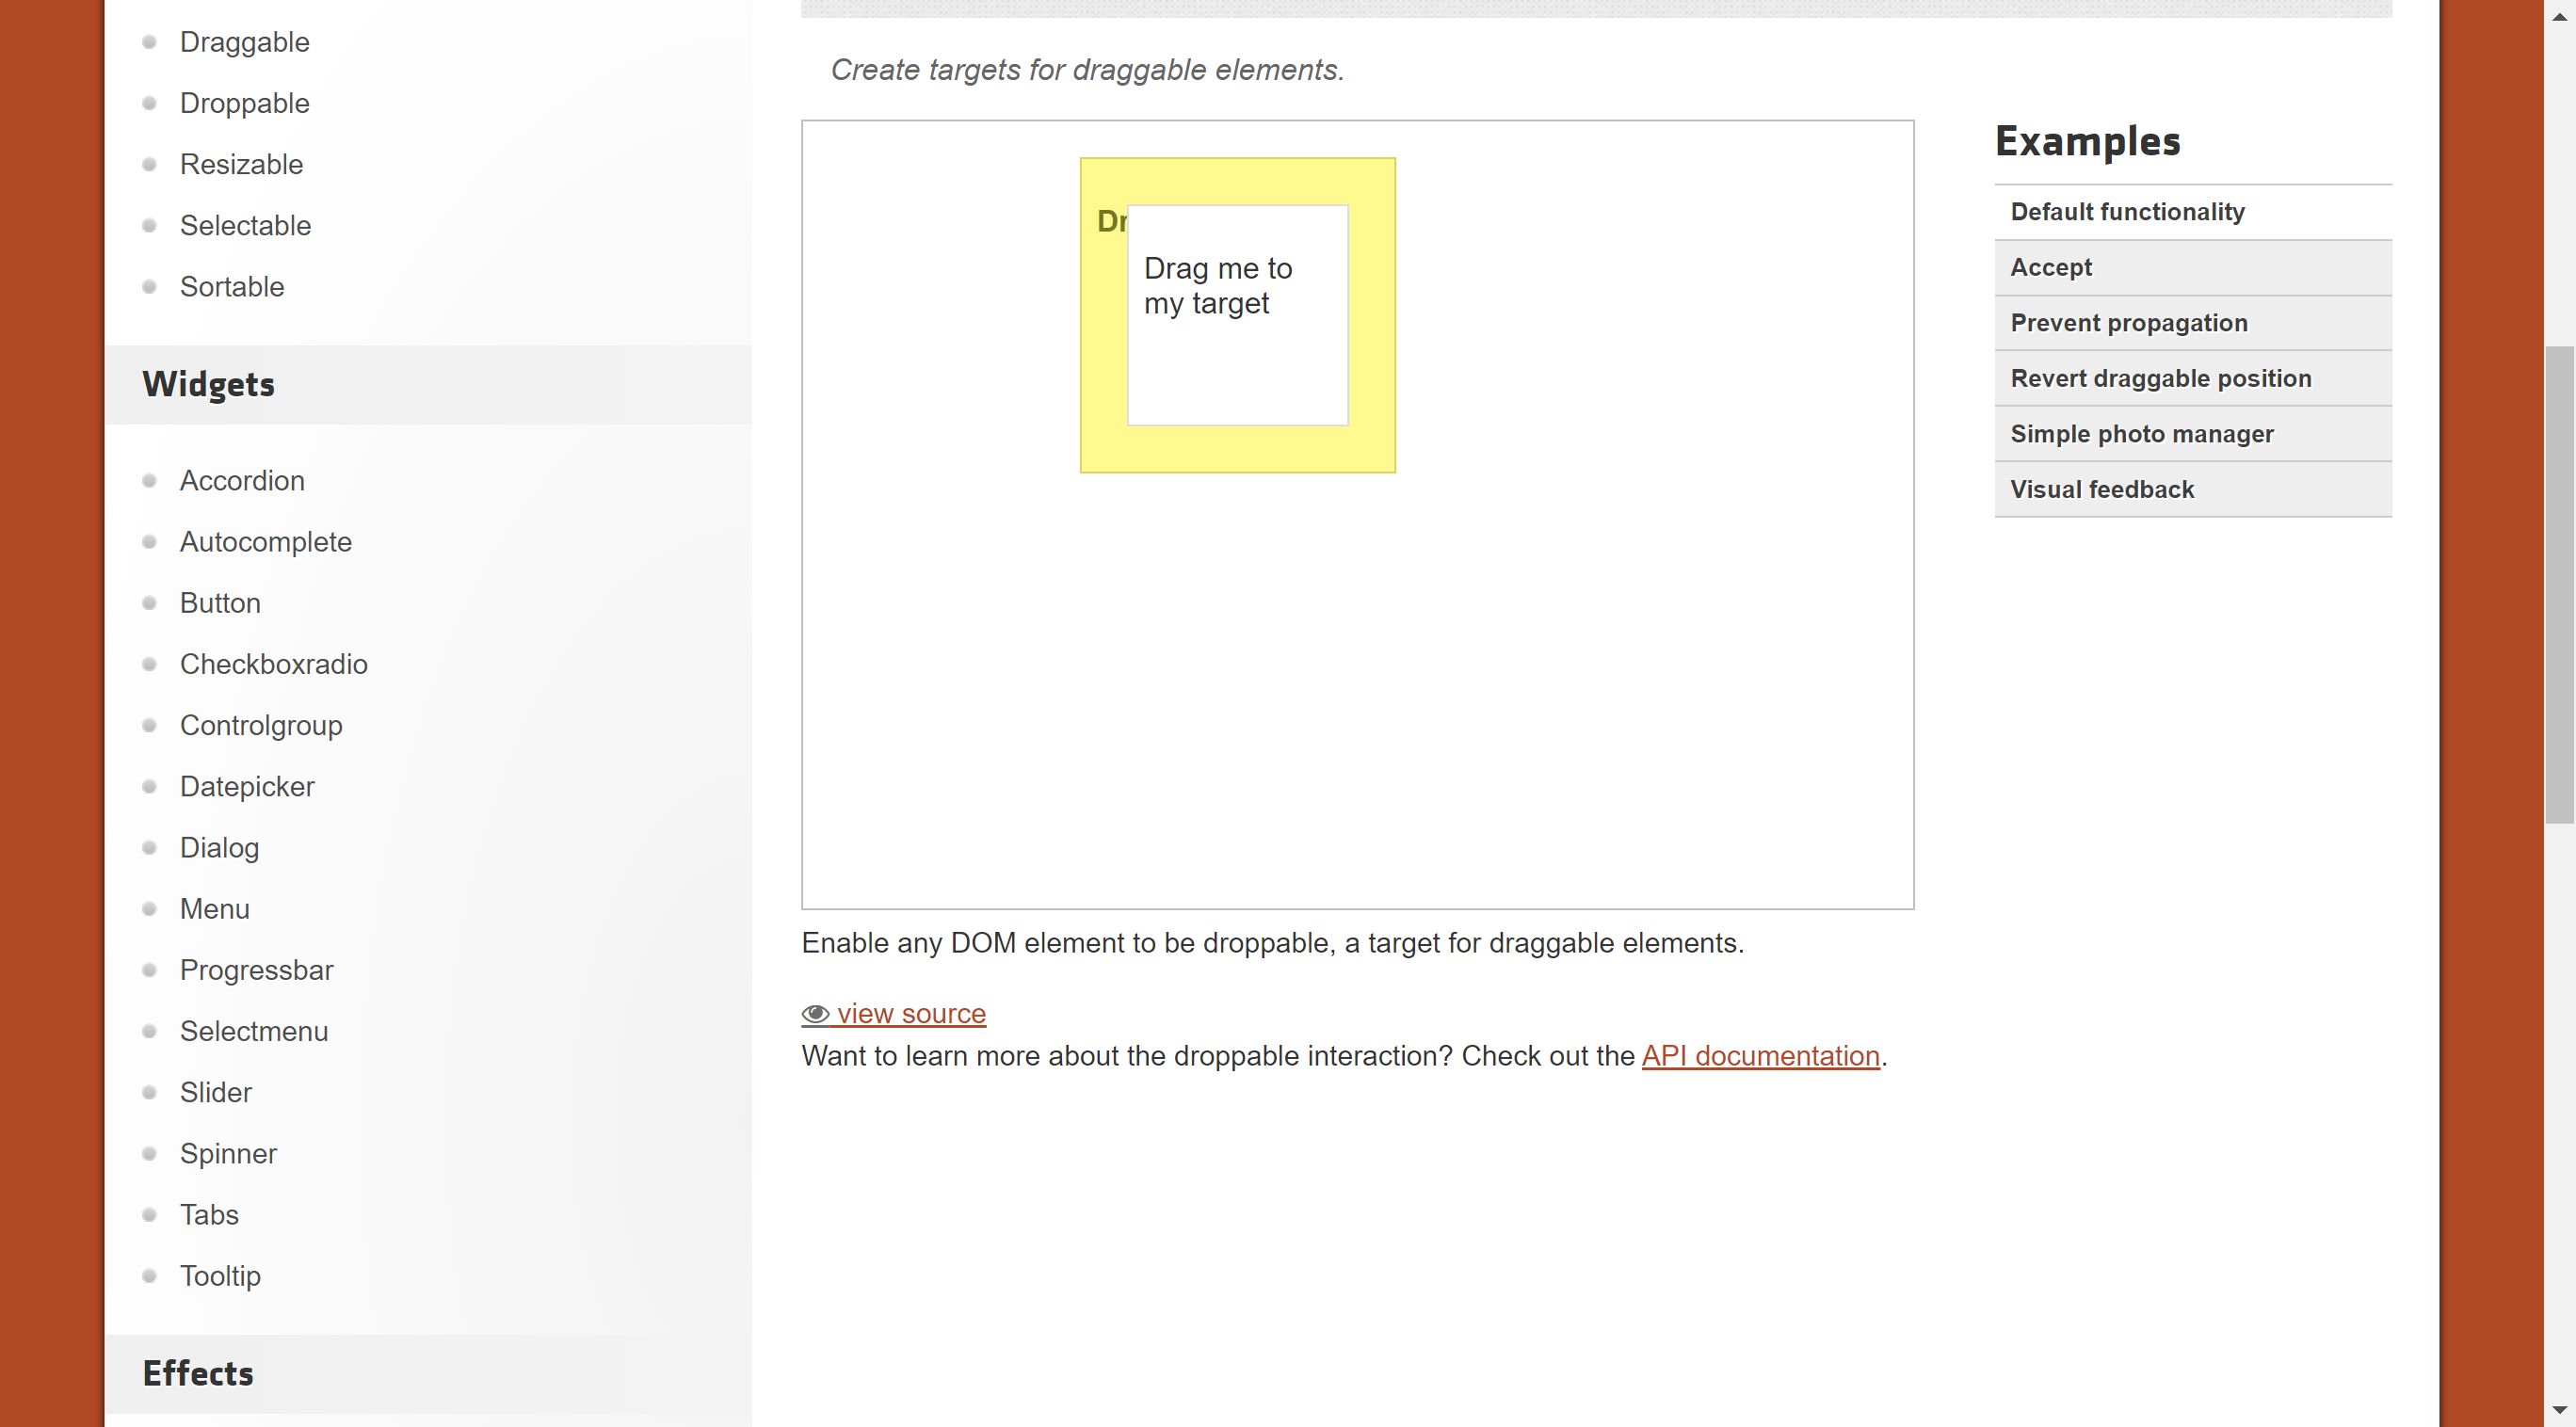 Draggable
Droppable
Resizable
Selectable
Sortable
Widgets
Accordion
Autocomplete
Button
Checkboxradio
Controlgroup
Datepicker
Dialog
Menu
Progressbar
Selectmenu
Slider
Spinner
Tabs
Tooltip
Effects
Create targets for draggable elements.
Dr
Drag me to
my target
Enable any DOM element to be droppable, a target for draggable elements.
view source
Want to learn more about the droppable interaction? Check out the API documentation.
Examples
Default functionality
Accept
Prevent propagation
Revert draggable position
Simple photo manager
Visual feedback